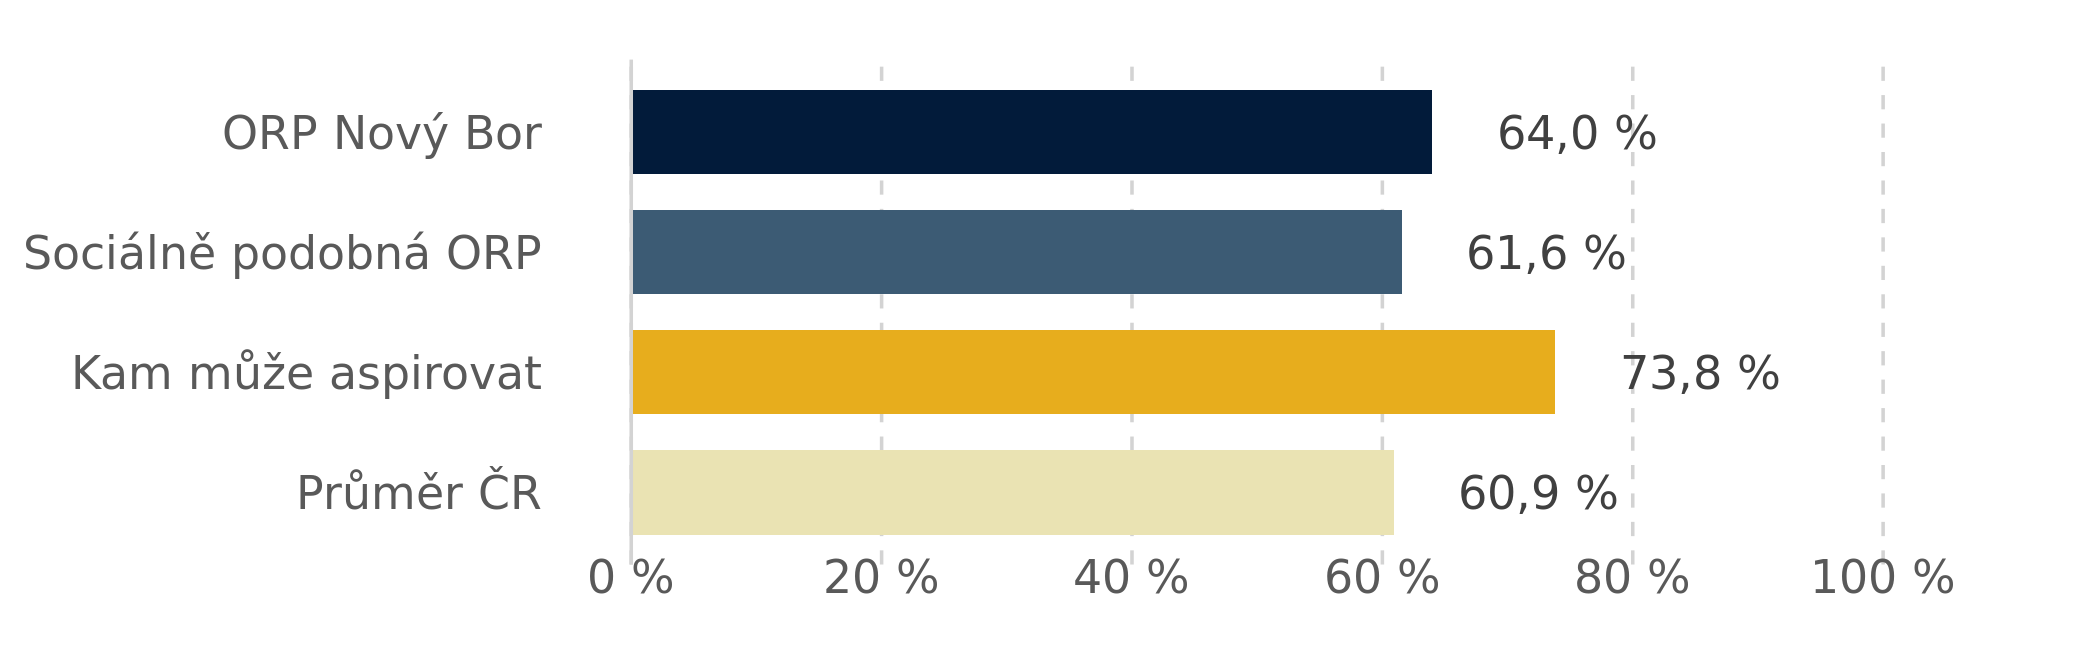 ORP Nový Bor 64,0 %
Sociálně podobná ORP 61,6 %
Kam může aspirovat 73,8 %
Průměr ČR 60,9 %
0 % 20 % 40 % 60 % 80 % 100 %